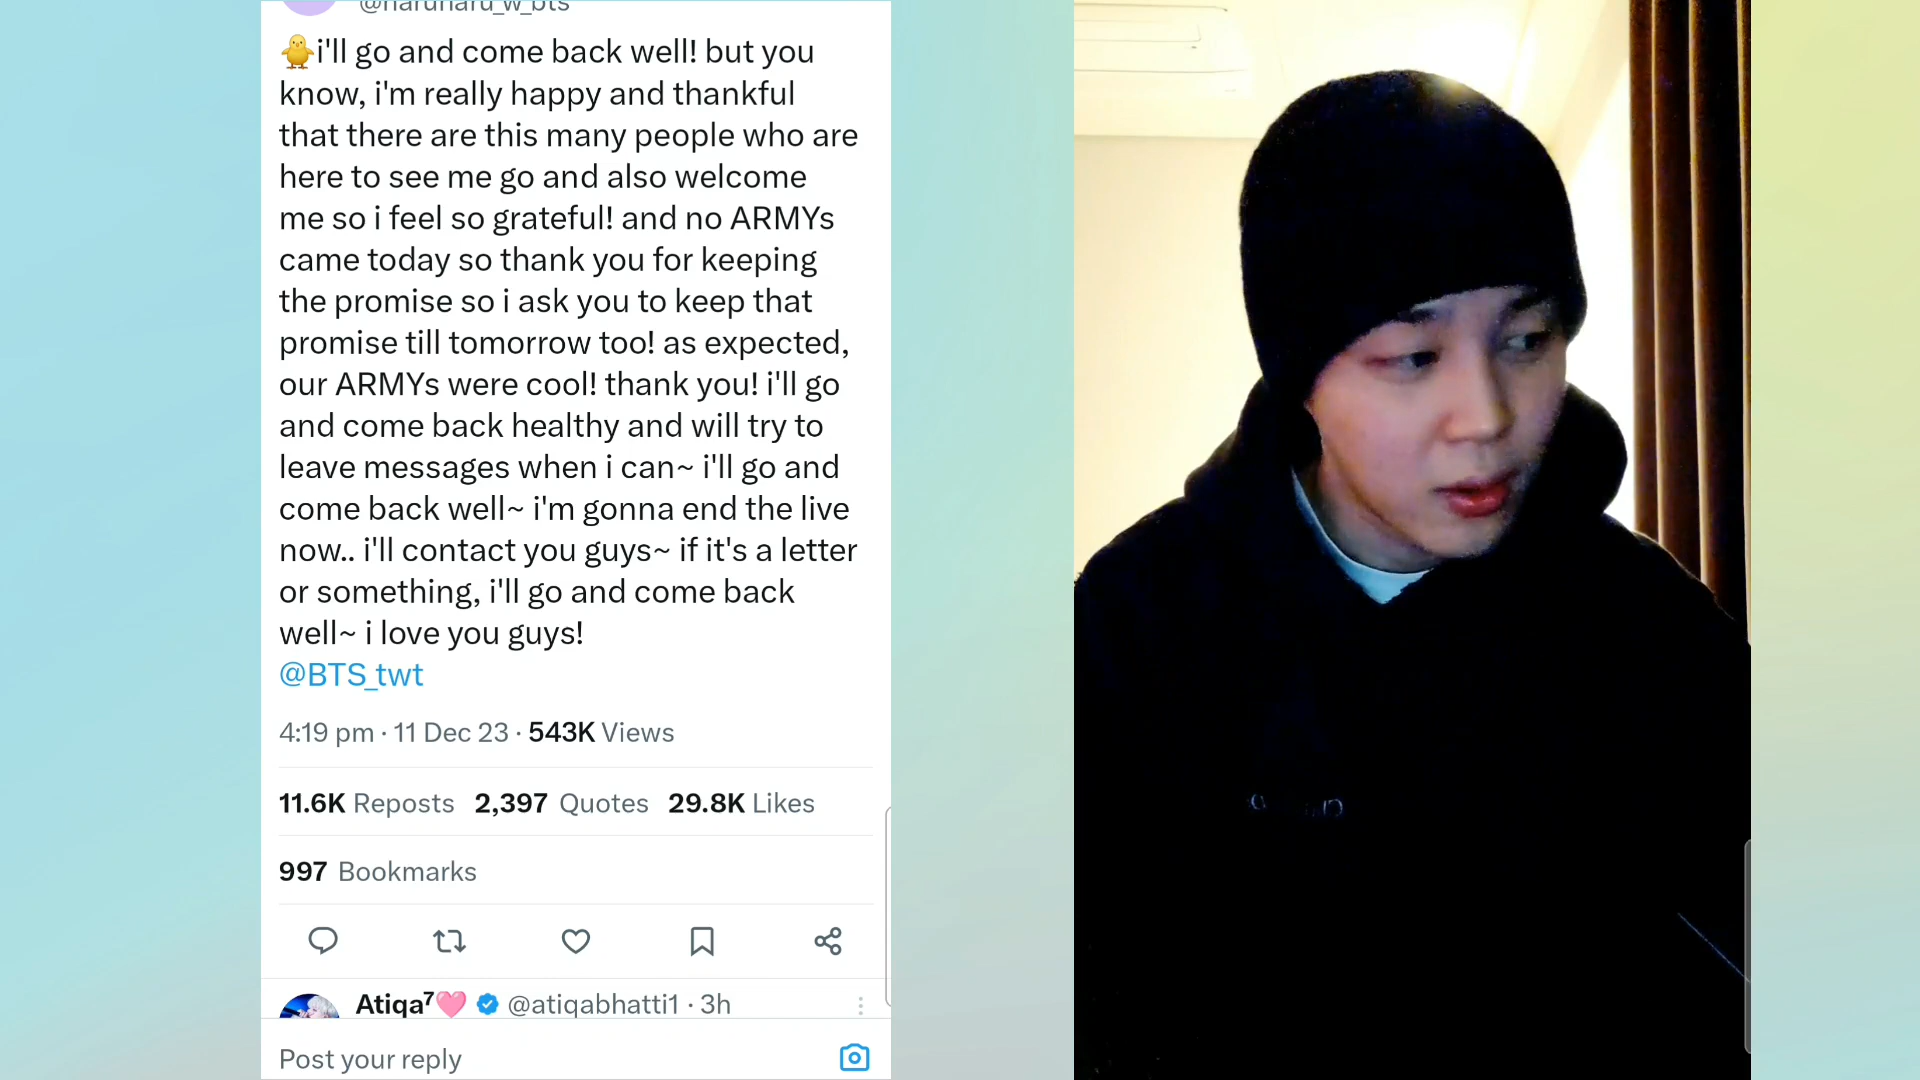 @haruharu_w_bts
🐥i'll go and come back well! but you
know, i'm really happy and thankful
that there are this many people who are
here to see me go and also welcome
me so i feel so grateful! and no ARMYs
came today so thank you for keeping
the promise so i ask you to keep that
promise till tomorrow too! as expected,
our ARMYs were cool! thank you! i'll go
and come back healthy and will try to
leave messages when i can~ i'll go and
come back well~ i'm gonna end the live
now.. i'll contact you guys~ if it's a letter
or something, i'll go and come back
well~ i love you guys!
@BTS_twt
4:19 pm · 11 Dec 23 · 543K Views
11.6K Reposts 2,397 Quotes 29.8K Likes
997 Bookmarks
Atiqa⁷🩷 @atiqabhatti1 · 3h
Post your reply